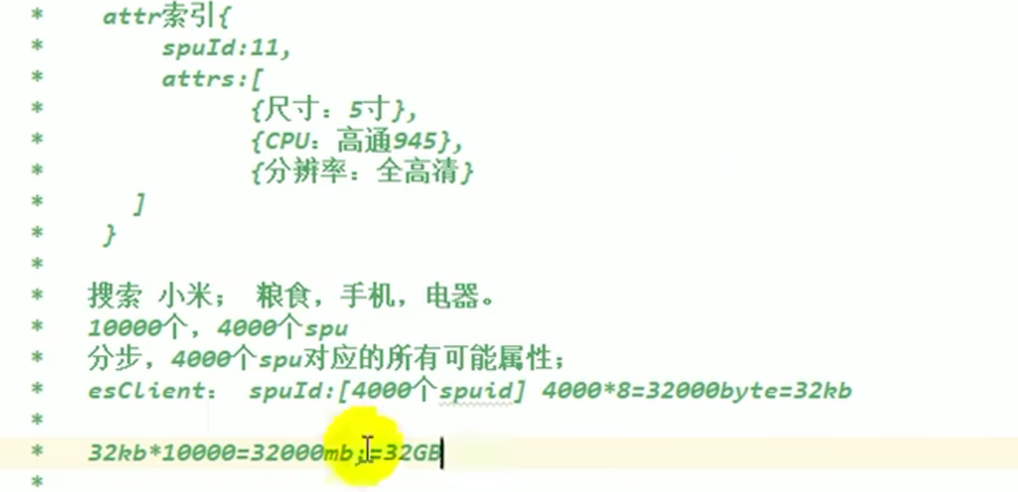 * attr索引{
* spuId:11,
* attrs:[
* {尺寸：5寸},
* {CPU：高通945},
* {分辨率：全高清}
* ]
* }
*
* 搜索 小米； 粮食，手机，电器。
* 10000个，4000个spu
* 分步，4000个spu对应的所有可能属性；
* esClient： spuId:[4000个spuid] 4000*8=32000byte=32kb
*
* 32kb*10000=32000mb;=32GB
*